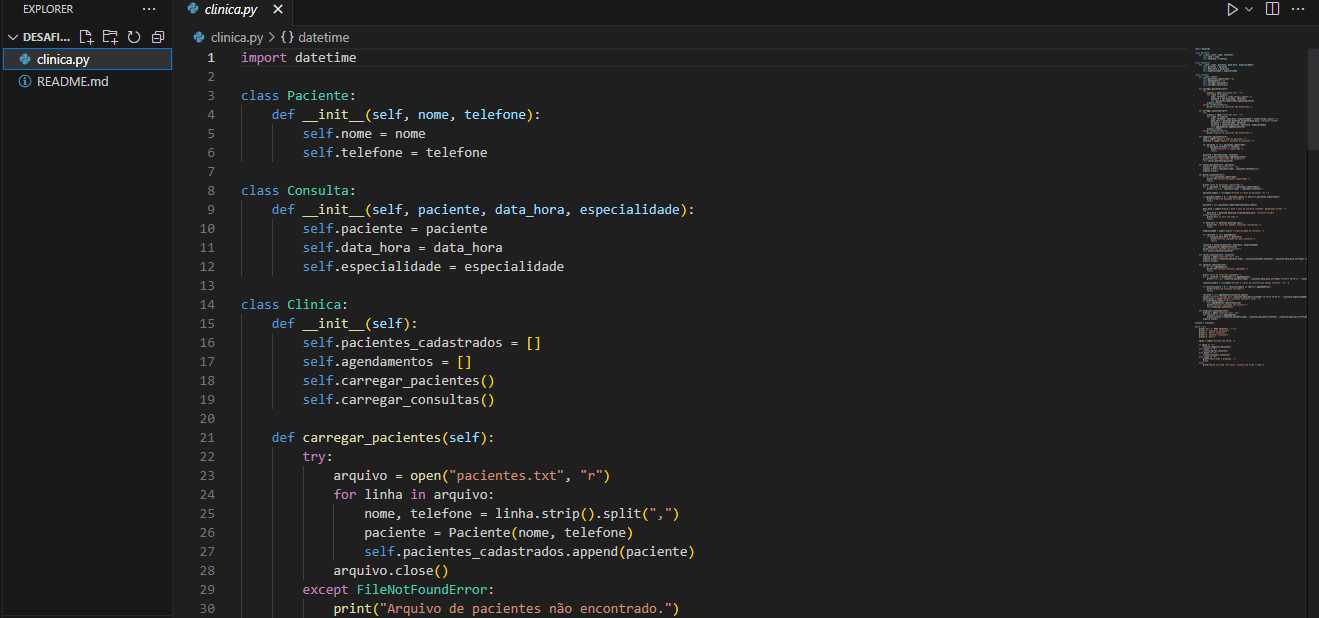 EXPLORER
clinica.py
DESAFI...
clinica.py > {} datetime
clinica.py
README.md
1 import datetime
2
3 class Paciente:
4 def __init__(self, nome, telefone):
5 self.nome = nome
6 self.telefone = telefone
7
8 class Consulta:
9 def __init__(self, paciente, data_hora, especialidade):
10 self.paciente = paciente
11 self.data_hora = data_hora
12 self.especialidade = especialidade
13
14 class Clinica:
15 def __init__(self):
16 self.pacientes_cadastrados = []
17 self.agendamentos = []
18 self.carregar_pacientes()
19 self.carregar_consultas()
20
21 def carregar_pacientes(self):
22 try:
23 arquivo = open("pacientes.txt", "r")
24 for linha in arquivo:
25 nome, telefone = linha.strip().split(",")
26 paciente = Paciente(nome, telefone)
27 self.pacientes_cadastrados.append(paciente)
28 arquivo.close()
29 except FileNotFoundError:
30 print("Arquivo de pacientes não encontrado.")